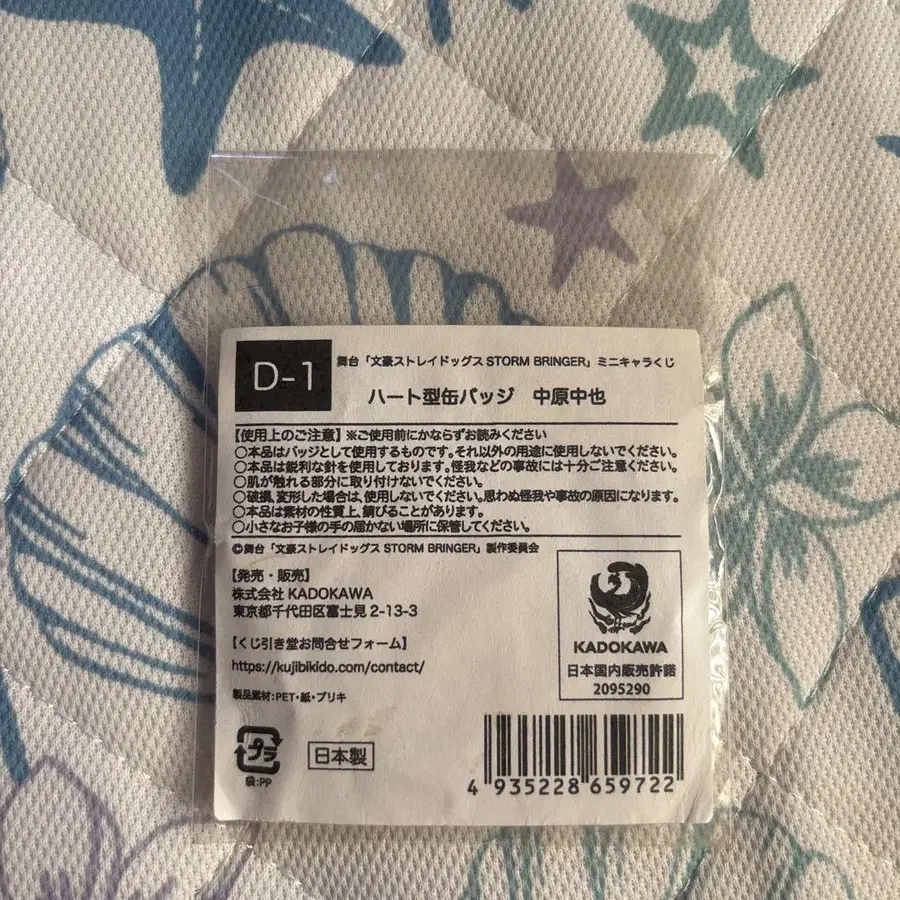 D-1
舞台「文豪ストレイドッグス STORM BRINGER」ミニキャラくじ
ハート型缶バッジ 中原中也
【使用上のご注意】※ご使用前にかならずお読みください
○本品はバッジとして使用するものです。それ以外の用途に使用しないでください。
○本品は鋭利な針を使用しております。怪我などの事故には十分ご注意ください。
○肌が触れる部分に取り付けないでください。
○破損、変形した場合は、使用しないでください。思わぬ怪我や事故の原因になります。
○本品は素材の性質上、錆びることがあります。
○小さなお子様の手の届かない場所に保管してください。
©舞台「文豪ストレイドッグス STORM BRINGER」製作委員会
【発売・販売】
株式会社 KADOKAWA
東京都千代田区富士見 2-13-3
【くじ引き堂お問合せフォーム】
https://kujibikido.com/contact/
製品素材:PET・紙・ブリキ
KADOKAWA
日本国内販売許諾
2095290
プラ
袋:PP
日本製
4 935228 659722